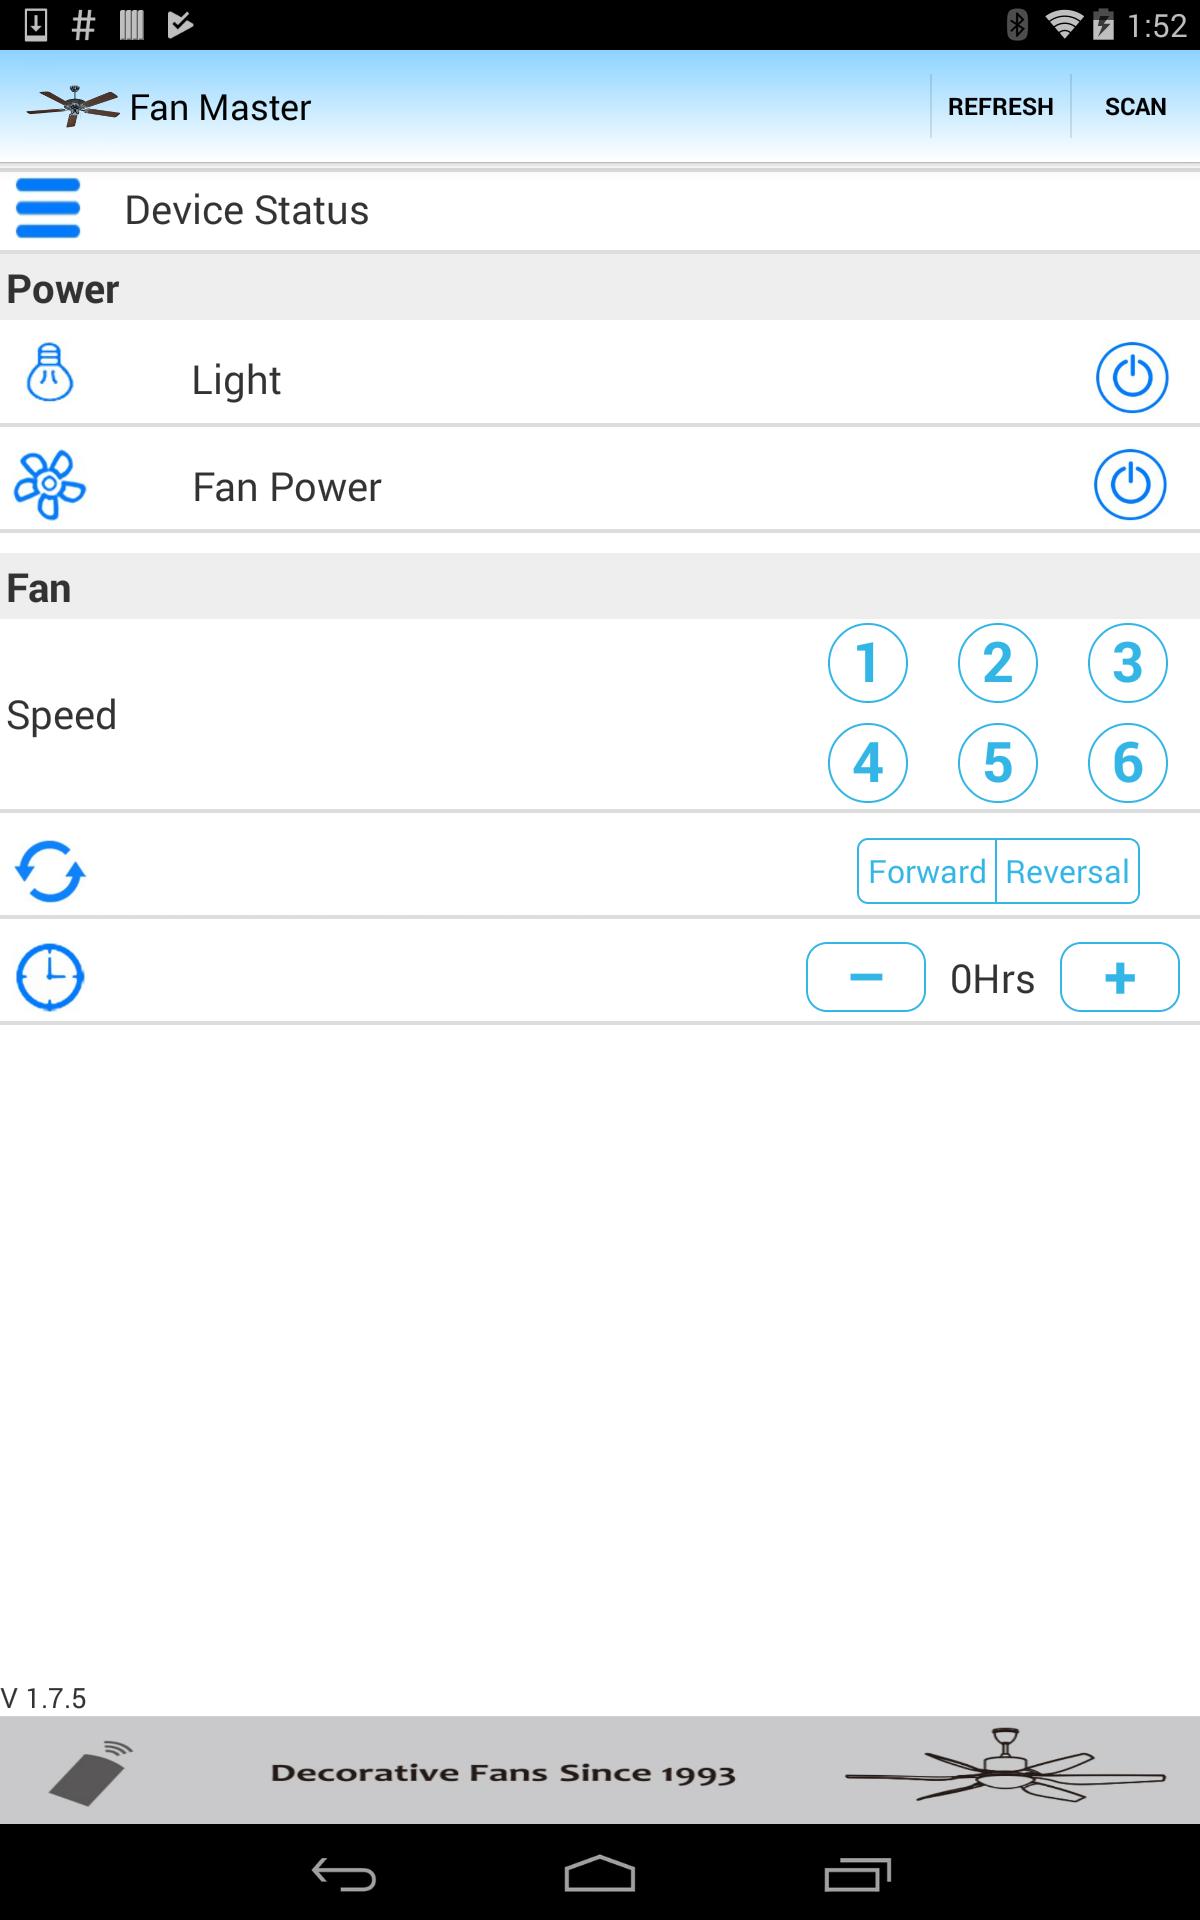 # 1:52
Fan Master REFRESH SCAN
Device Status
Power
Light
Fan Power
Fan
1 2 3
Speed
4 5 6
Forward Reversal
− 0Hrs +
V 1.7.5
Decorative Fans Since 1993